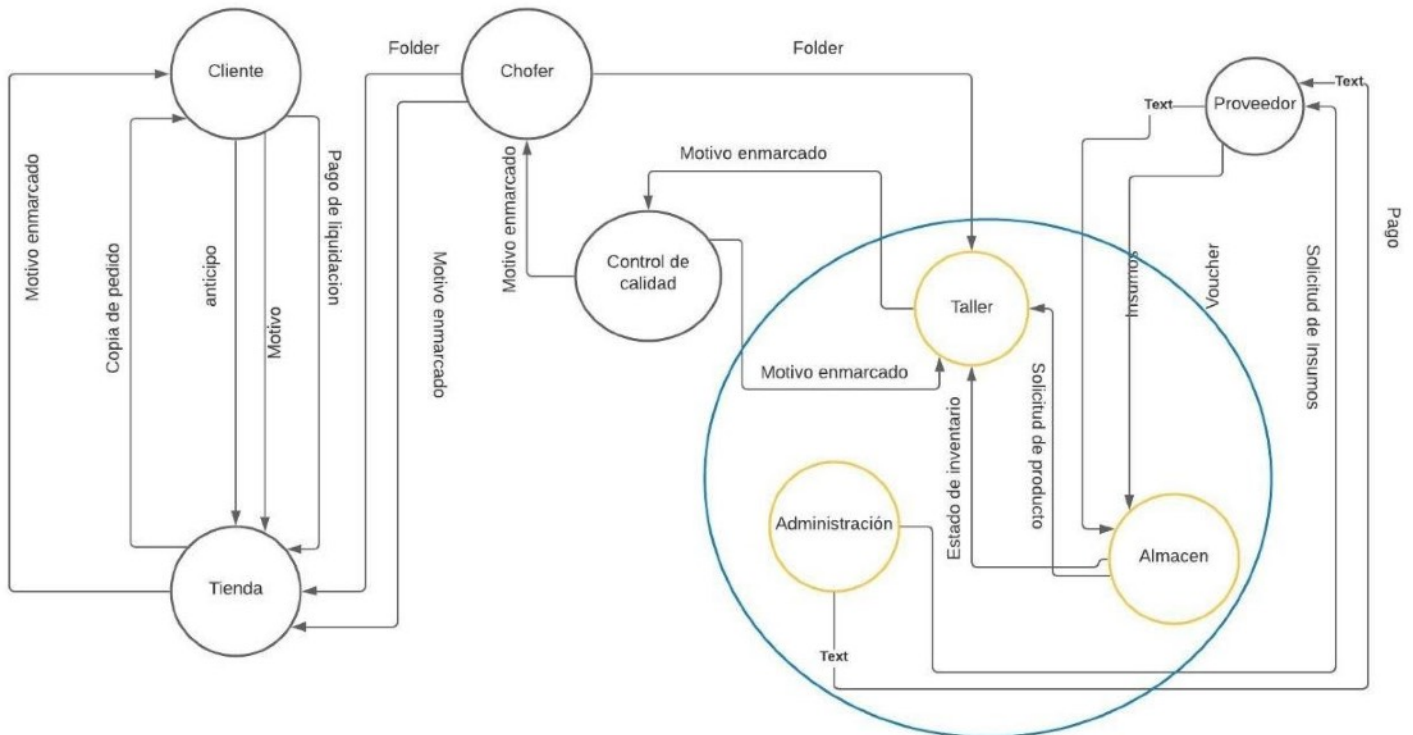 Cliente
Folder
Chofer
Folder
Proveedor
Text
Text
Motivo enmarcado
Copia de pedido
anticipo
Motivo
Pago de liquidacion
Motivo enmarcado
Motivo enmarcado
Motivo enmarcado
Control de
calidad
Motivo enmarcado
Taller
Insumos
Voucher
Solicitud de Insumos
Pago
Estado de inventario
Solicitud de producto
Administración
Almacen
Tienda
Text